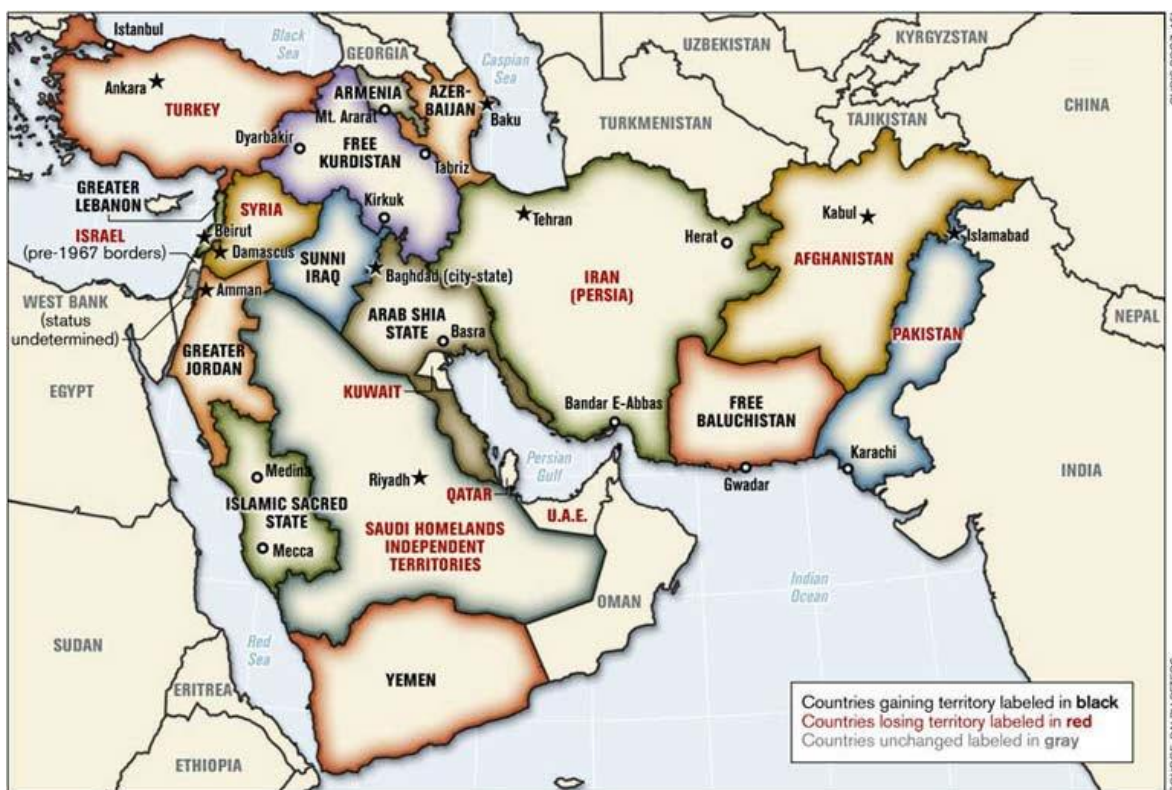 Istanbul
Black
Sea
GEORGIA
Caspian
Sea
UZBEKISTAN
KYRGYZSTAN
Ankara
TURKEY
ARMENIA
Mt. Ararat
AZER-
BAIJAN
Baku
TURKMENISTAN
TAJIKISTAN
CHINA
Dyarbakir
FREE
KURDISTAN
Tabriz
GREATER
LEBANON
SYRIA
Kirkuk
Tehran
Herat
Kabul
Islamabad
ISRAEL
(pre-1967 borders)
Beirut
Damascus
SUNNI
IRAQ
Baghdad (city-state)
IRAN
(PERSIA)
AFGHANISTAN
WEST BANK
(status
undetermined)
Amman
ARAB SHIA
STATE
Basra
PAKISTAN
NEPAL
EGYPT
GREATER
JORDAN
KUWAIT
Bandar E-Abbas
FREE
BALUCHISTAN
Karachi
INDIA
Medina
Riyadh
Persian
Gulf
Gwadar
ISLAMIC SACRED
STATE
QATAR
U.A.E.
Mecca
SAUDI HOMELANDS
INDEPENDENT
TERRITORIES
Indian
Ocean
OMAN
SUDAN
Red
Sea
YEMEN
ERITREA
ETHIOPIA
Countries gaining territory labeled in black
Countries losing territory labeled in red
Countries unchanged labeled in gray